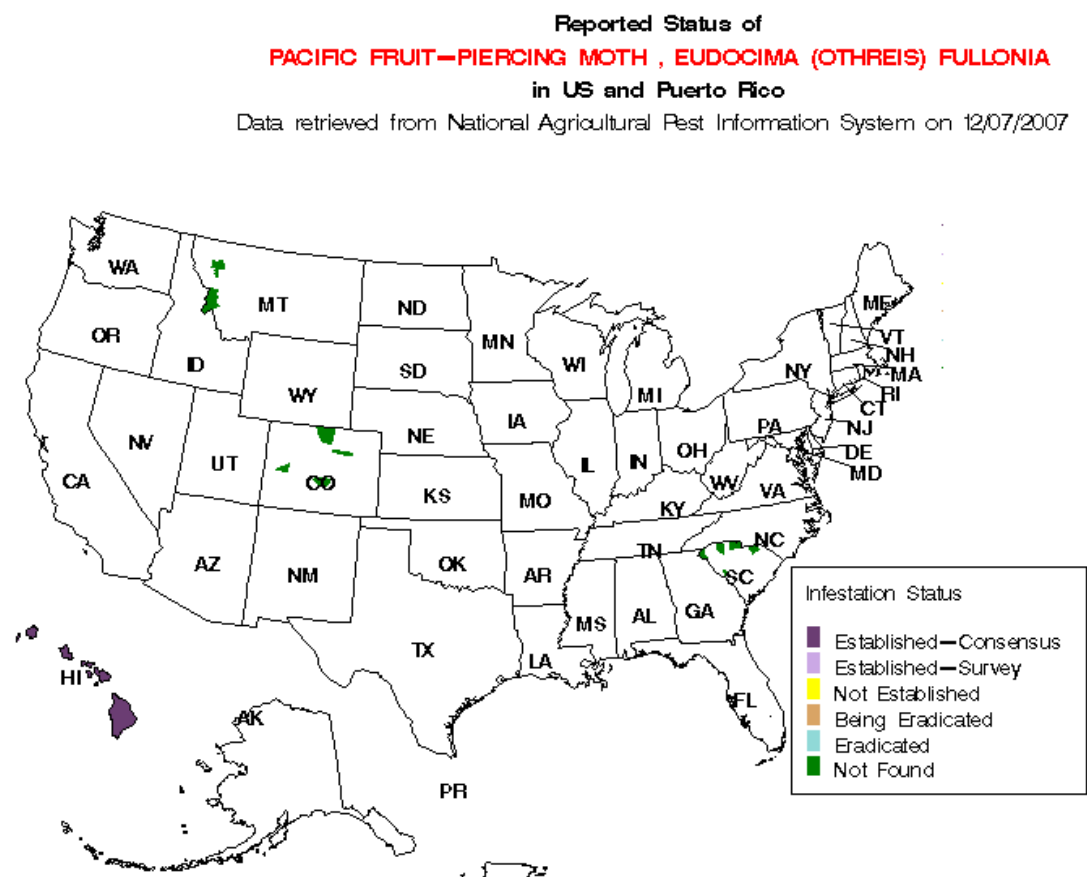 Reported Status of
PACIFIC FRUIT—PIERCING MOTH , EUDOCIMA (OTHREIS) FULLONIA
in US and Puerto Rico
Data retrieved from National Agricultural Pest Information System on 12/07/2007
WA
MT
ND
MN
ME
OR
ID
SD
WI
VT
NH
NY
MA
WY
MI
RI
CT
IA
NE
PA
NJ
NV
UT
CO
IL
IN
OH
DE
MD
CA
KS
MO
WV
VA
KY
AZ
NM
OK
AR
TN
NC
SC
MS
AL
GA
TX
LA
FL
HI
AK
PR
Infestation Status
Established—Consensus
Established—Survey
Not Established
Being Eradicated
Eradicated
Not Found